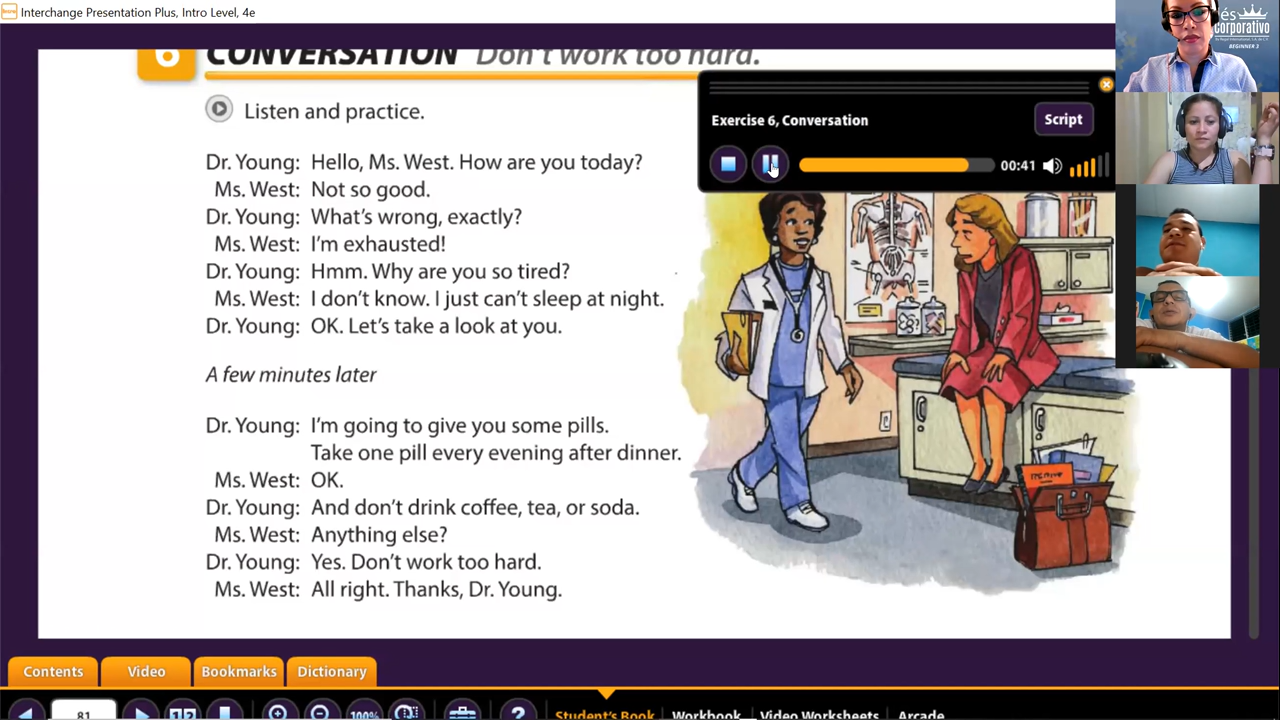 Interchange Presentation Plus, Intro Level, 4e
és
corporativo
BEGINNER 3
6 CONVERSATION Don't work too hard.
Listen and practice.
Exercise 6, Conversation
Script
00:41
Dr. Young: Hello, Ms. West. How are you today?
Ms. West: Not so good.
Dr. Young: What's wrong, exactly?
Ms. West: I'm exhausted!
Dr. Young: Hmm. Why are you so tired?
Ms. West: I don't know. I just can't sleep at night.
Dr. Young: OK. Let's take a look at you.
A few minutes later
Dr. Young: I'm going to give you some pills.
Take one pill every evening after dinner.
Ms. West: OK.
Dr. Young: And don't drink coffee, tea, or soda.
Ms. West: Anything else?
Dr. Young: Yes. Don't work too hard.
Ms. West: All right. Thanks, Dr. Young.
Contents Video Bookmarks Dictionary
81 100% ? Student's Book Workbook Video Worksheets Arcade